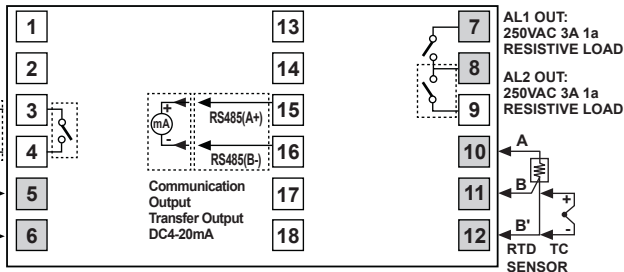 1
13
7
AL1 OUT:
250VAC 3A 1a
RESISTIVE LOAD
2
14
8
AL2 OUT:
250VAC 3A 1a
RESISTIVE LOAD
3
+
mA
-
RS485(A+)
15
9
4
RS485(B-)
16
10
A
5
Communication
Output
Transfer Output
DC4-20mA
17
11
B
+
6
18
12
B'
-
RTD TC
SENSOR